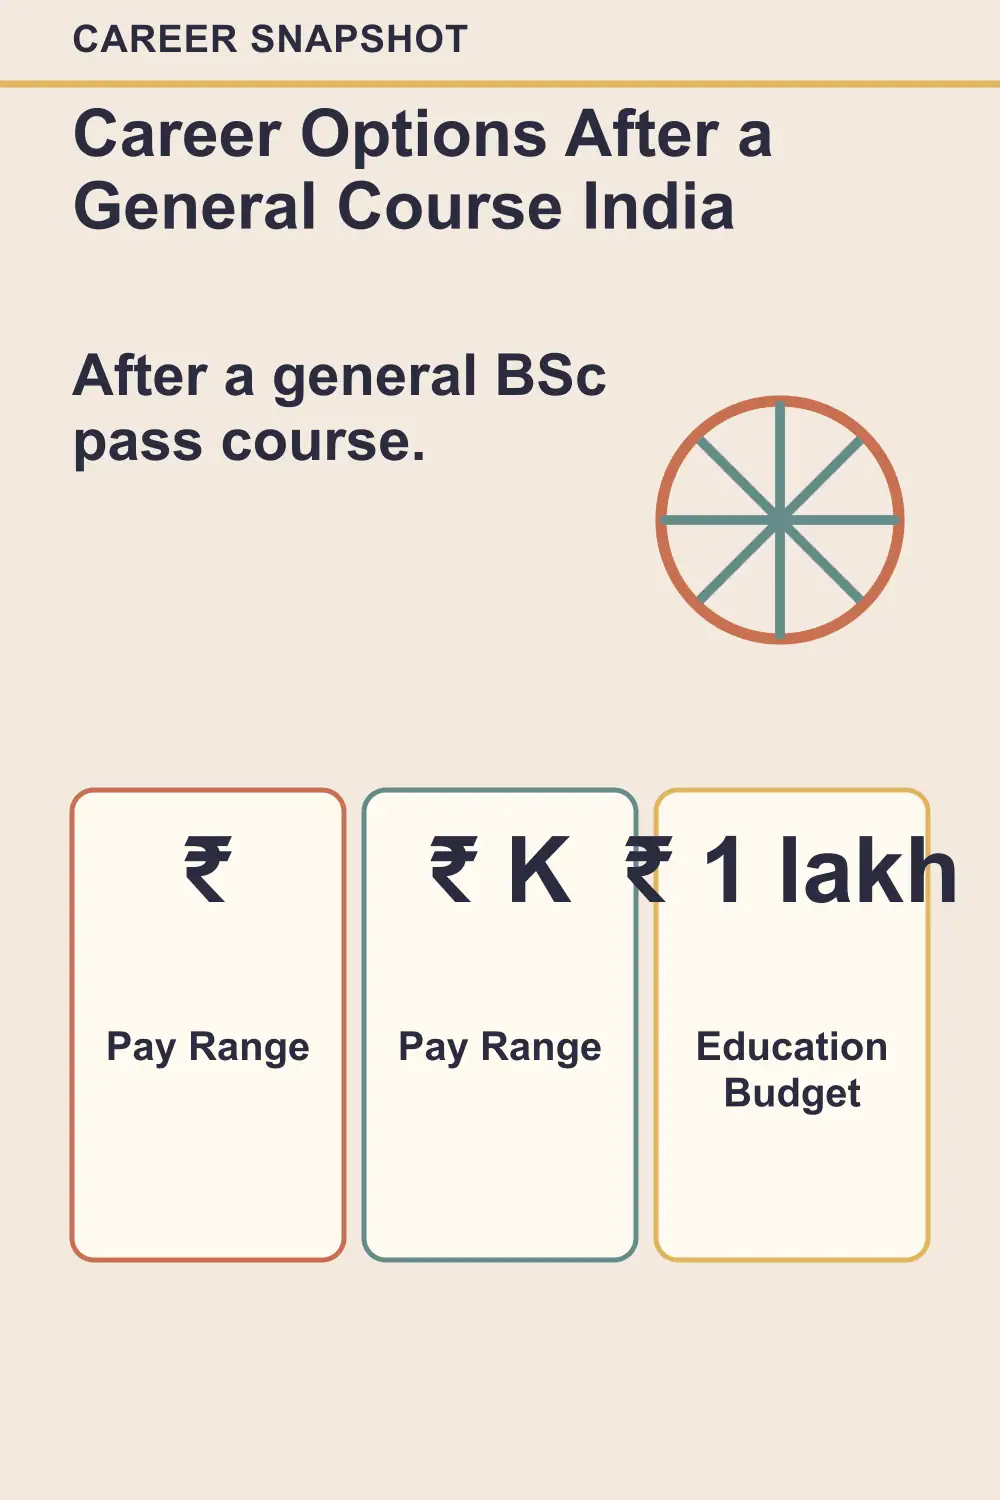 CAREER SNAPSHOT
Career Options After a
General Course India
After a general BSc
pass course.
₹
Pay Range
₹ K
Pay Range
₹ 1 lakh
Education
Budget